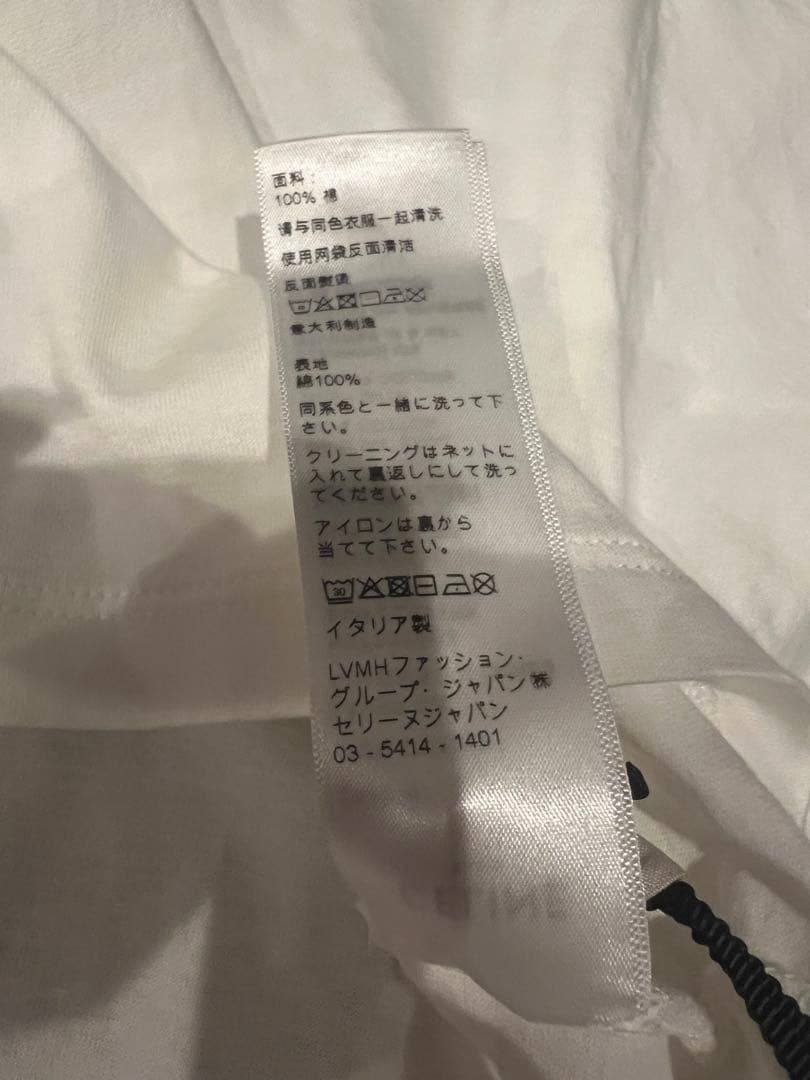 面料：
100% 棉
请与同色衣服一起清洗
使用网袋反面清洁
反面熨烫
意大利制造
表地
綿100%
同系色と一緒に洗って下
さい。
クリーニングはネットに
入れて裏返しにして洗っ
てください。
アイロンは裏から
当てて下さい。
30
イタリア製
LVMHファッション・
グループ・ジャパン㈱
セリーヌジャパン
03 - 5414 - 1401